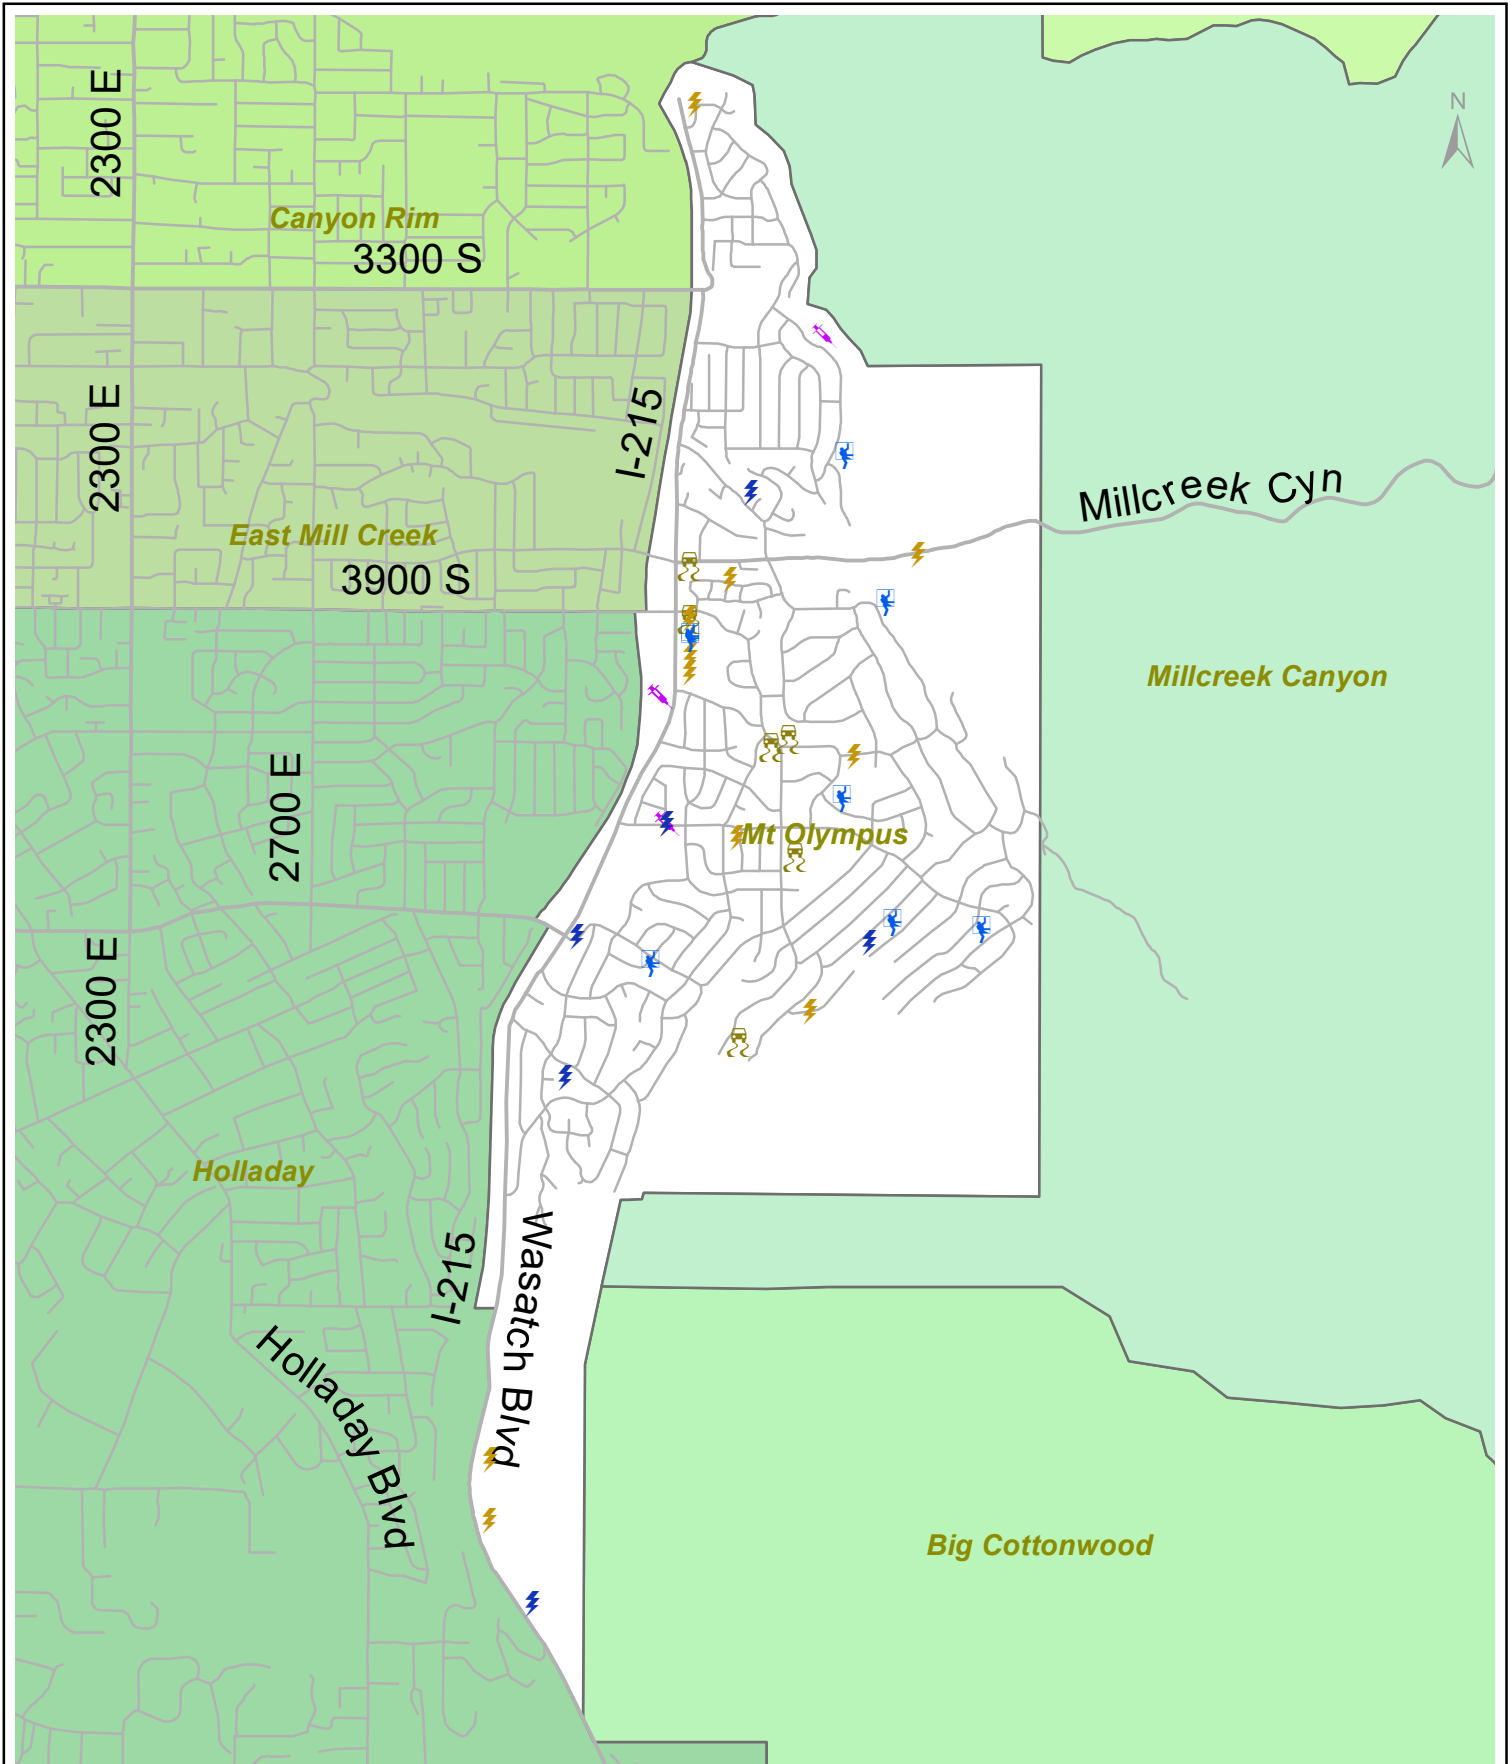 2300 E
N
Canyon Rim
3300 S
2300 E
I-215
Millcreek Cyn
East Mill Creek
3900 S
Millcreek Canyon
2700 E
Mt Olympus
2300 E
Holladay
I-215
Wasatch Blvd
Holladay Blvd
Big Cottonwood